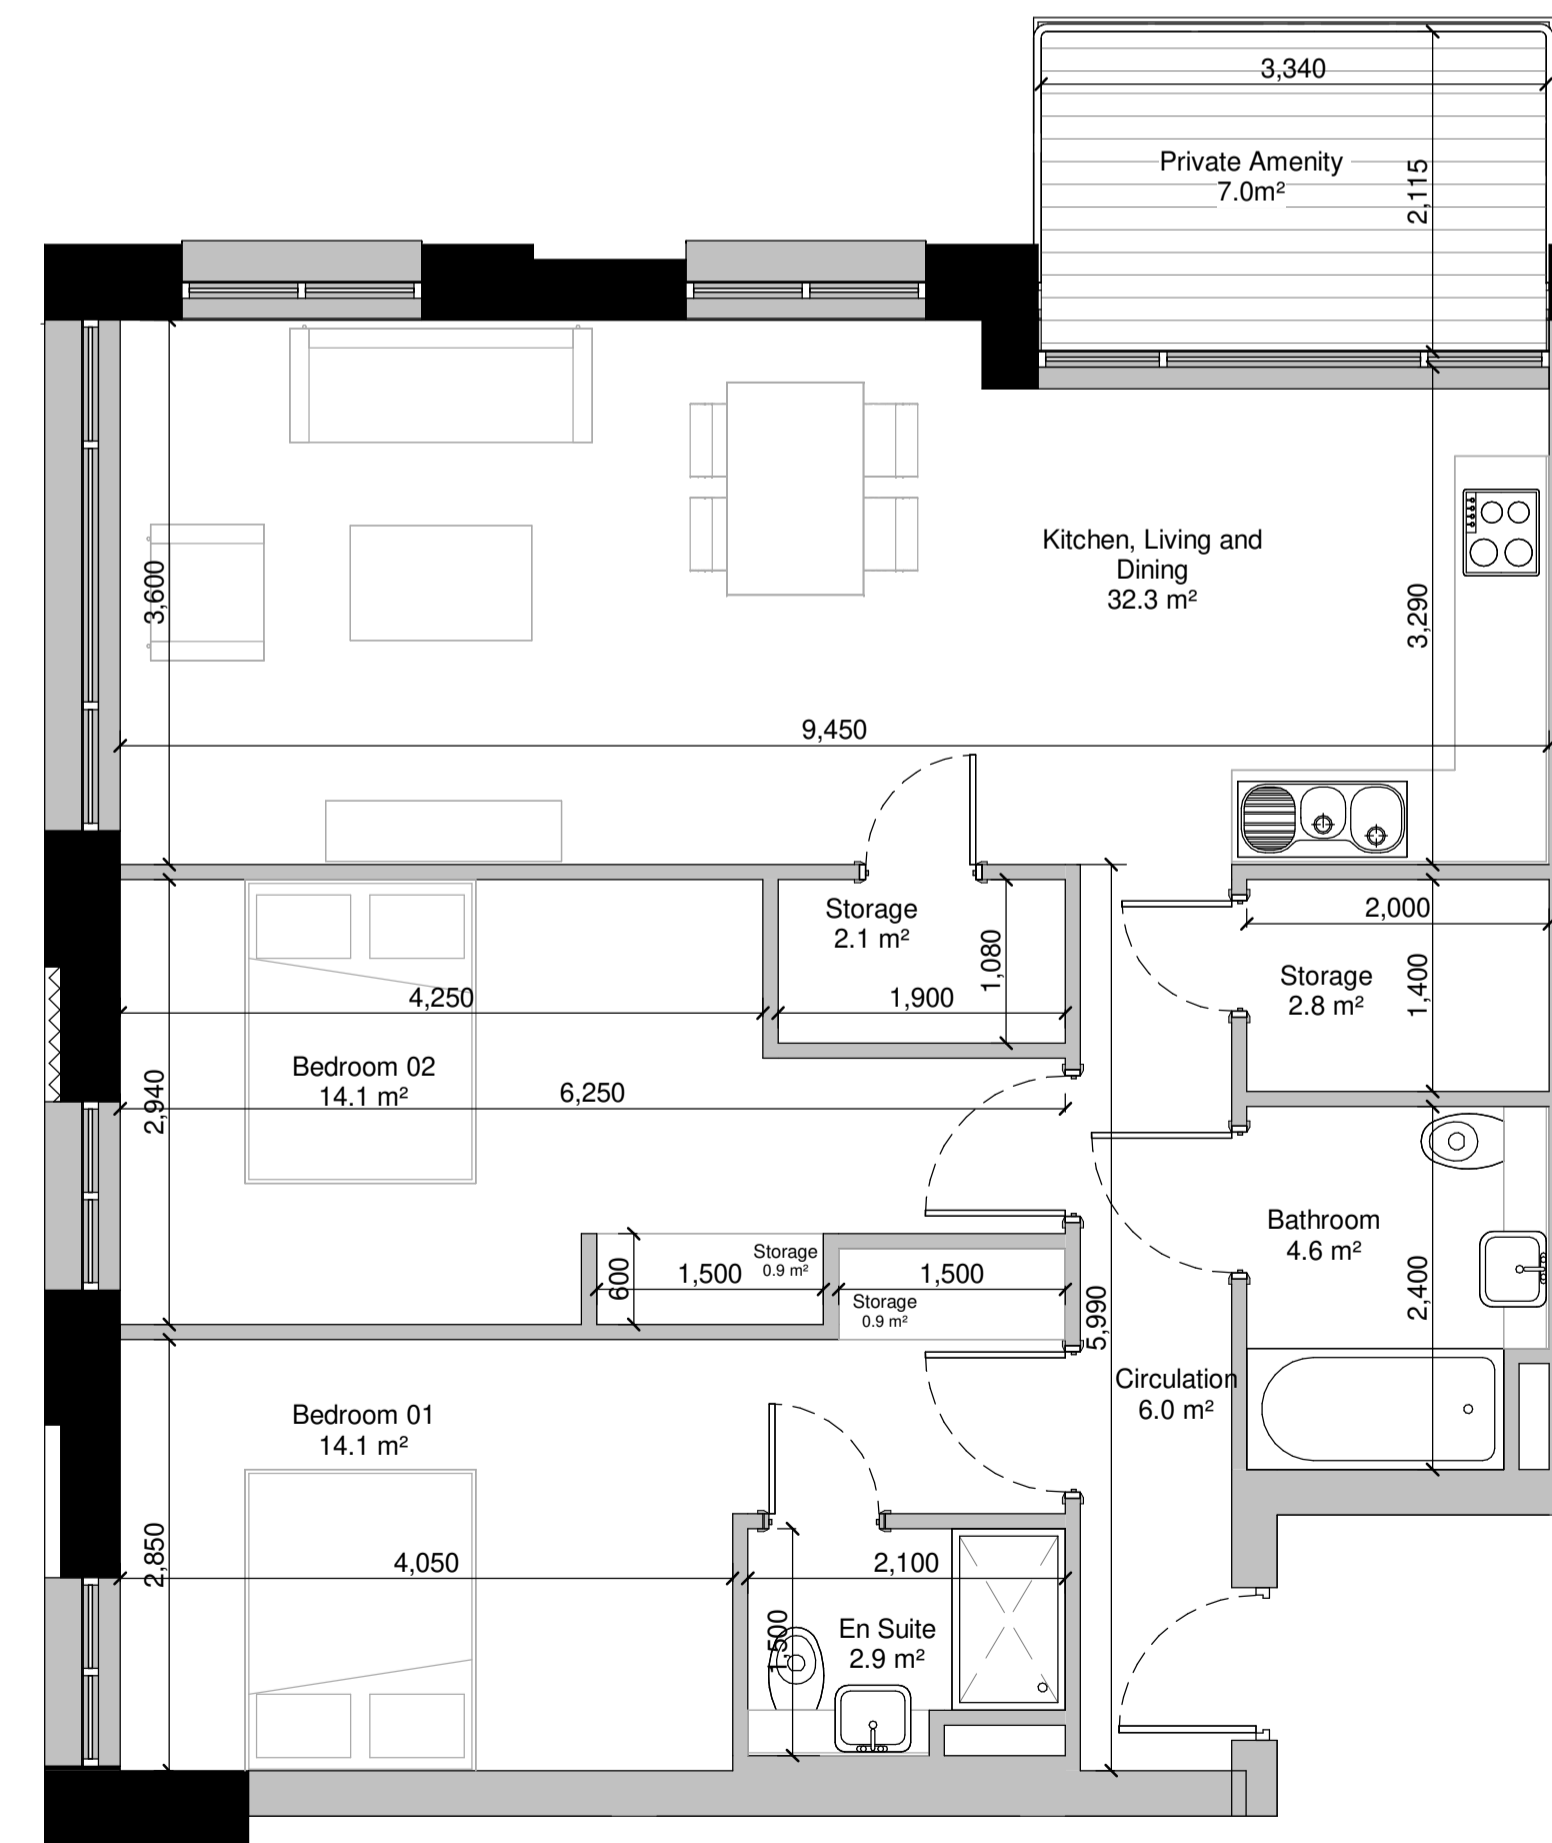 3,340
Private Amenity
7.0m²
2,115
Kitchen, Living and
Dining
32.3 m²
3,600
3,290
9,450
Storage
2.1 m²
1,080
1,900
2,000
Storage
2.8 m²
1,400
4,250
Bedroom 02
14.1 m²
6,250
2,940
Bathroom
4.6 m²
2,400
600
1,500
Storage
0.9 m²
1,500
Storage
0.9 m²
5,990
Circulation
6.0 m²
Bedroom 01
14.1 m²
2,850
4,050
2,100
1,500
En Suite
2.9 m²